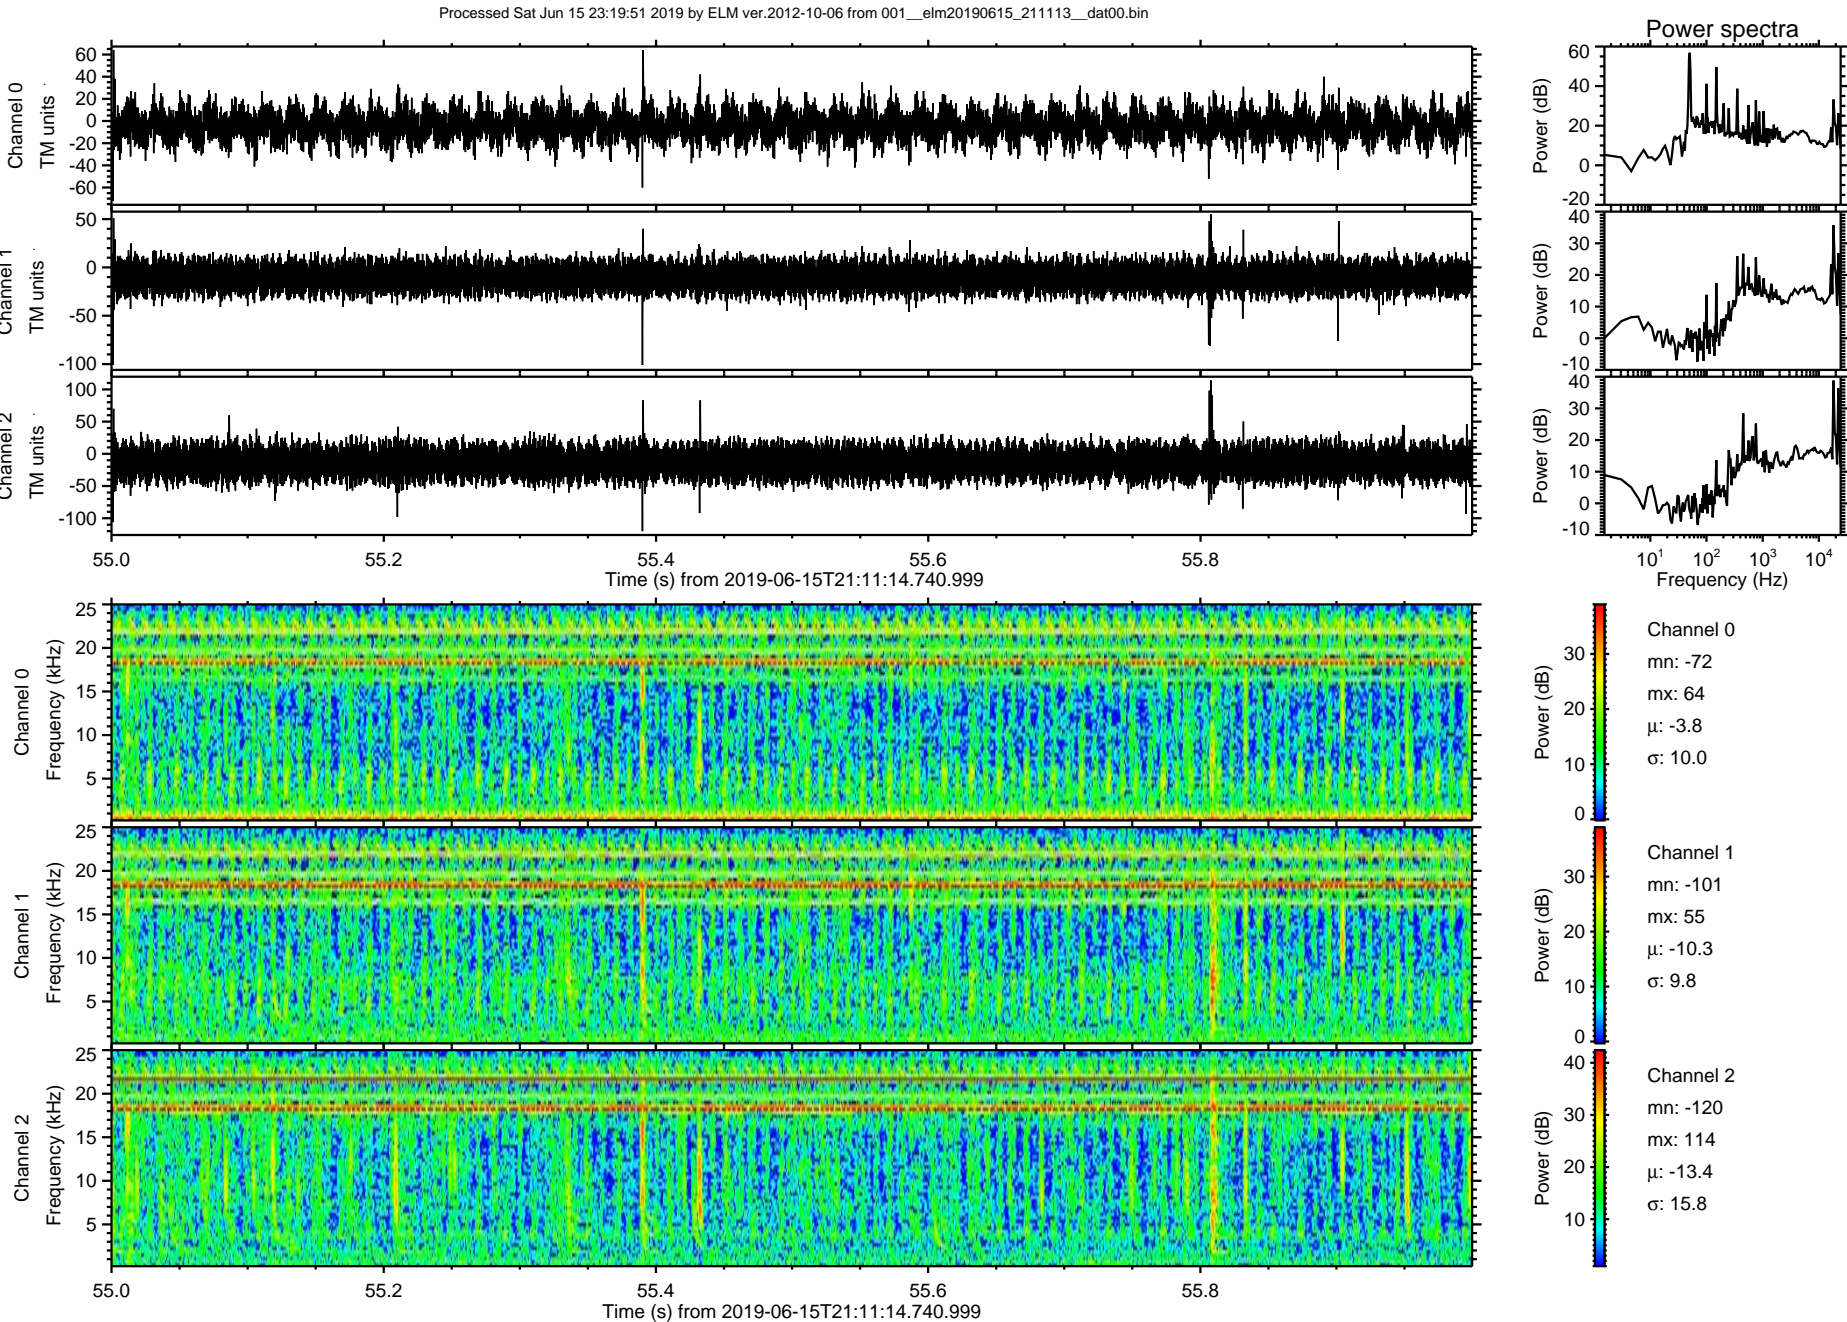 Processed Sat Jun 15 23:19:51 2019 by ELM ver.2012-10-06 from 001__elm20190615_211113__dat00.bin
Power spectra
Channel 0
TM units
60
40
20
0
-20
-40
-60
Power (dB)
60
40
20
0
-20
Channel 1
TM units
50
0
-50
-100
Power (dB)
40
30
20
10
0
-10
Channel 2
TM units
100
50
0
-50
-100
Power (dB)
40
30
20
10
0
-10
55.0 55.2 55.4 55.6 55.8
Time (s) from 2019-06-15T21:11:14.740.999
10¹ 10² 10³ 10⁴
Frequency (Hz)
Channel 0
Frequency (kHz)
25
20
15
10
5
Power (dB)
30
20
10
0
Channel 0
mn: -72
mx: 64
μ: -3.8
σ: 10.0
Channel 1
Frequency (kHz)
25
20
15
10
5
Power (dB)
30
20
10
0
Channel 1
mn: -101
mx: 55
μ: -10.3
σ: 9.8
Channel 2
Frequency (kHz)
25
20
15
10
5
Power (dB)
40
30
20
10
Channel 2
mn: -120
mx: 114
μ: -13.4
σ: 15.8
55.0 55.2 55.4 55.6 55.8
Time (s) from 2019-06-15T21:11:14.740.999